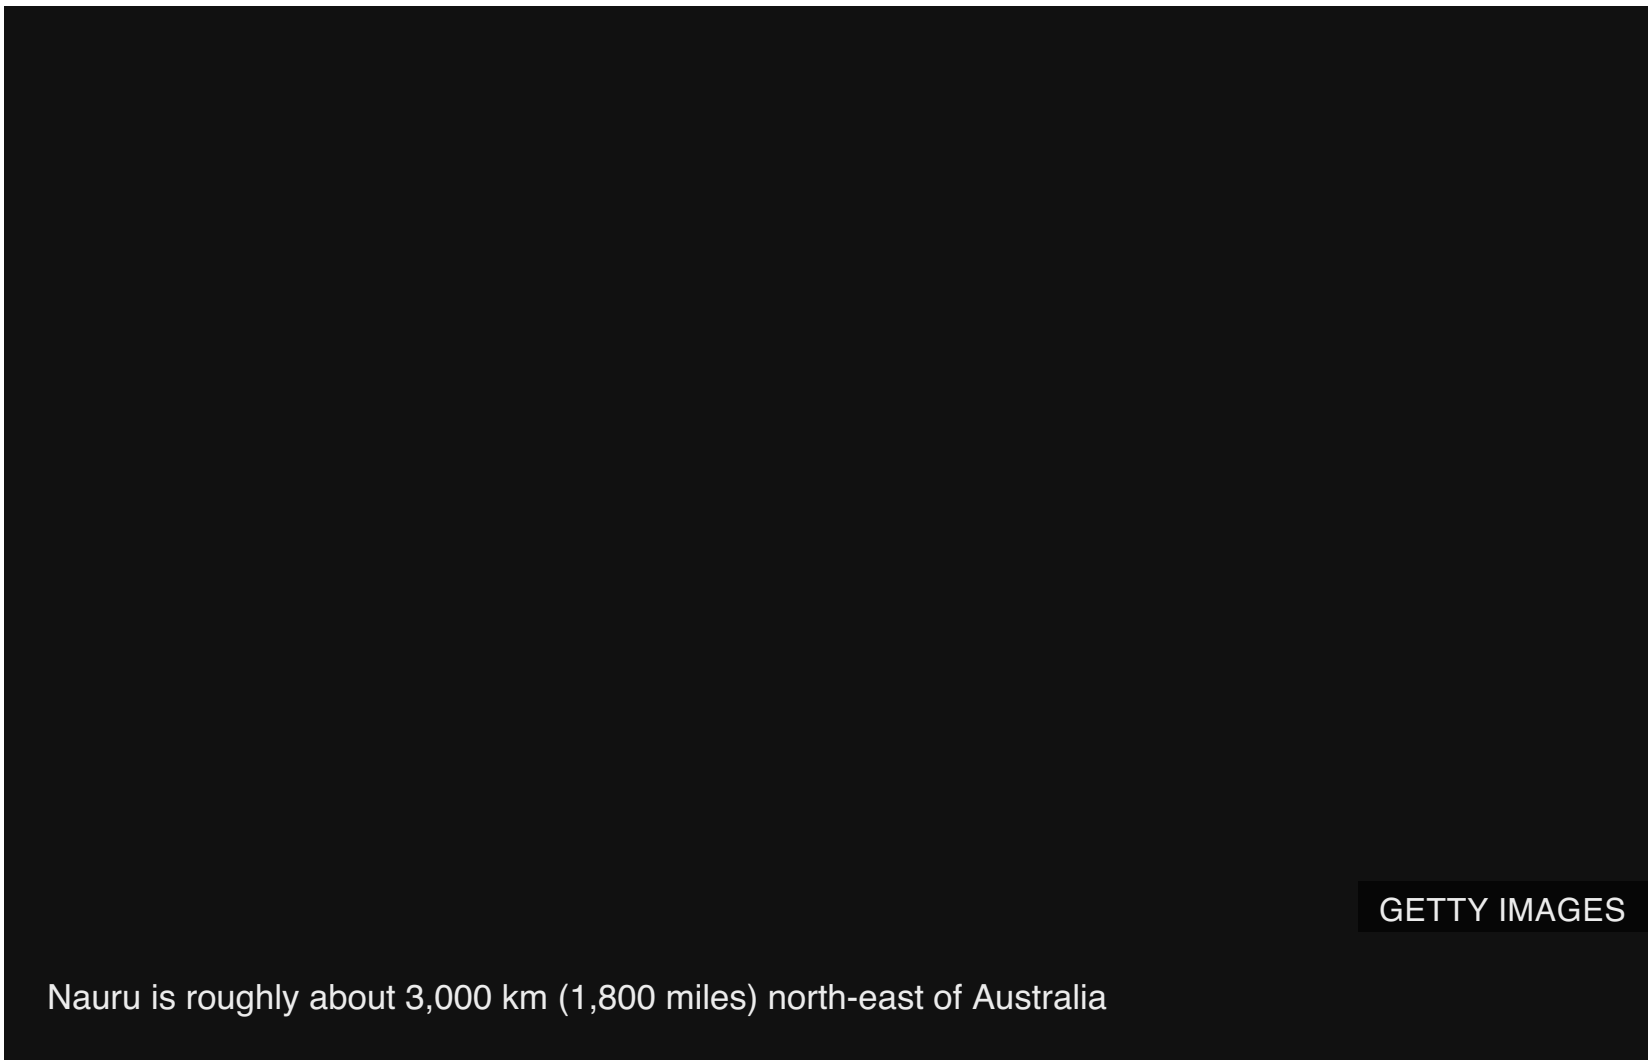 GETTY IMAGES
Nauru is roughly about 3,000 km (1,800 miles) north-east of Australia